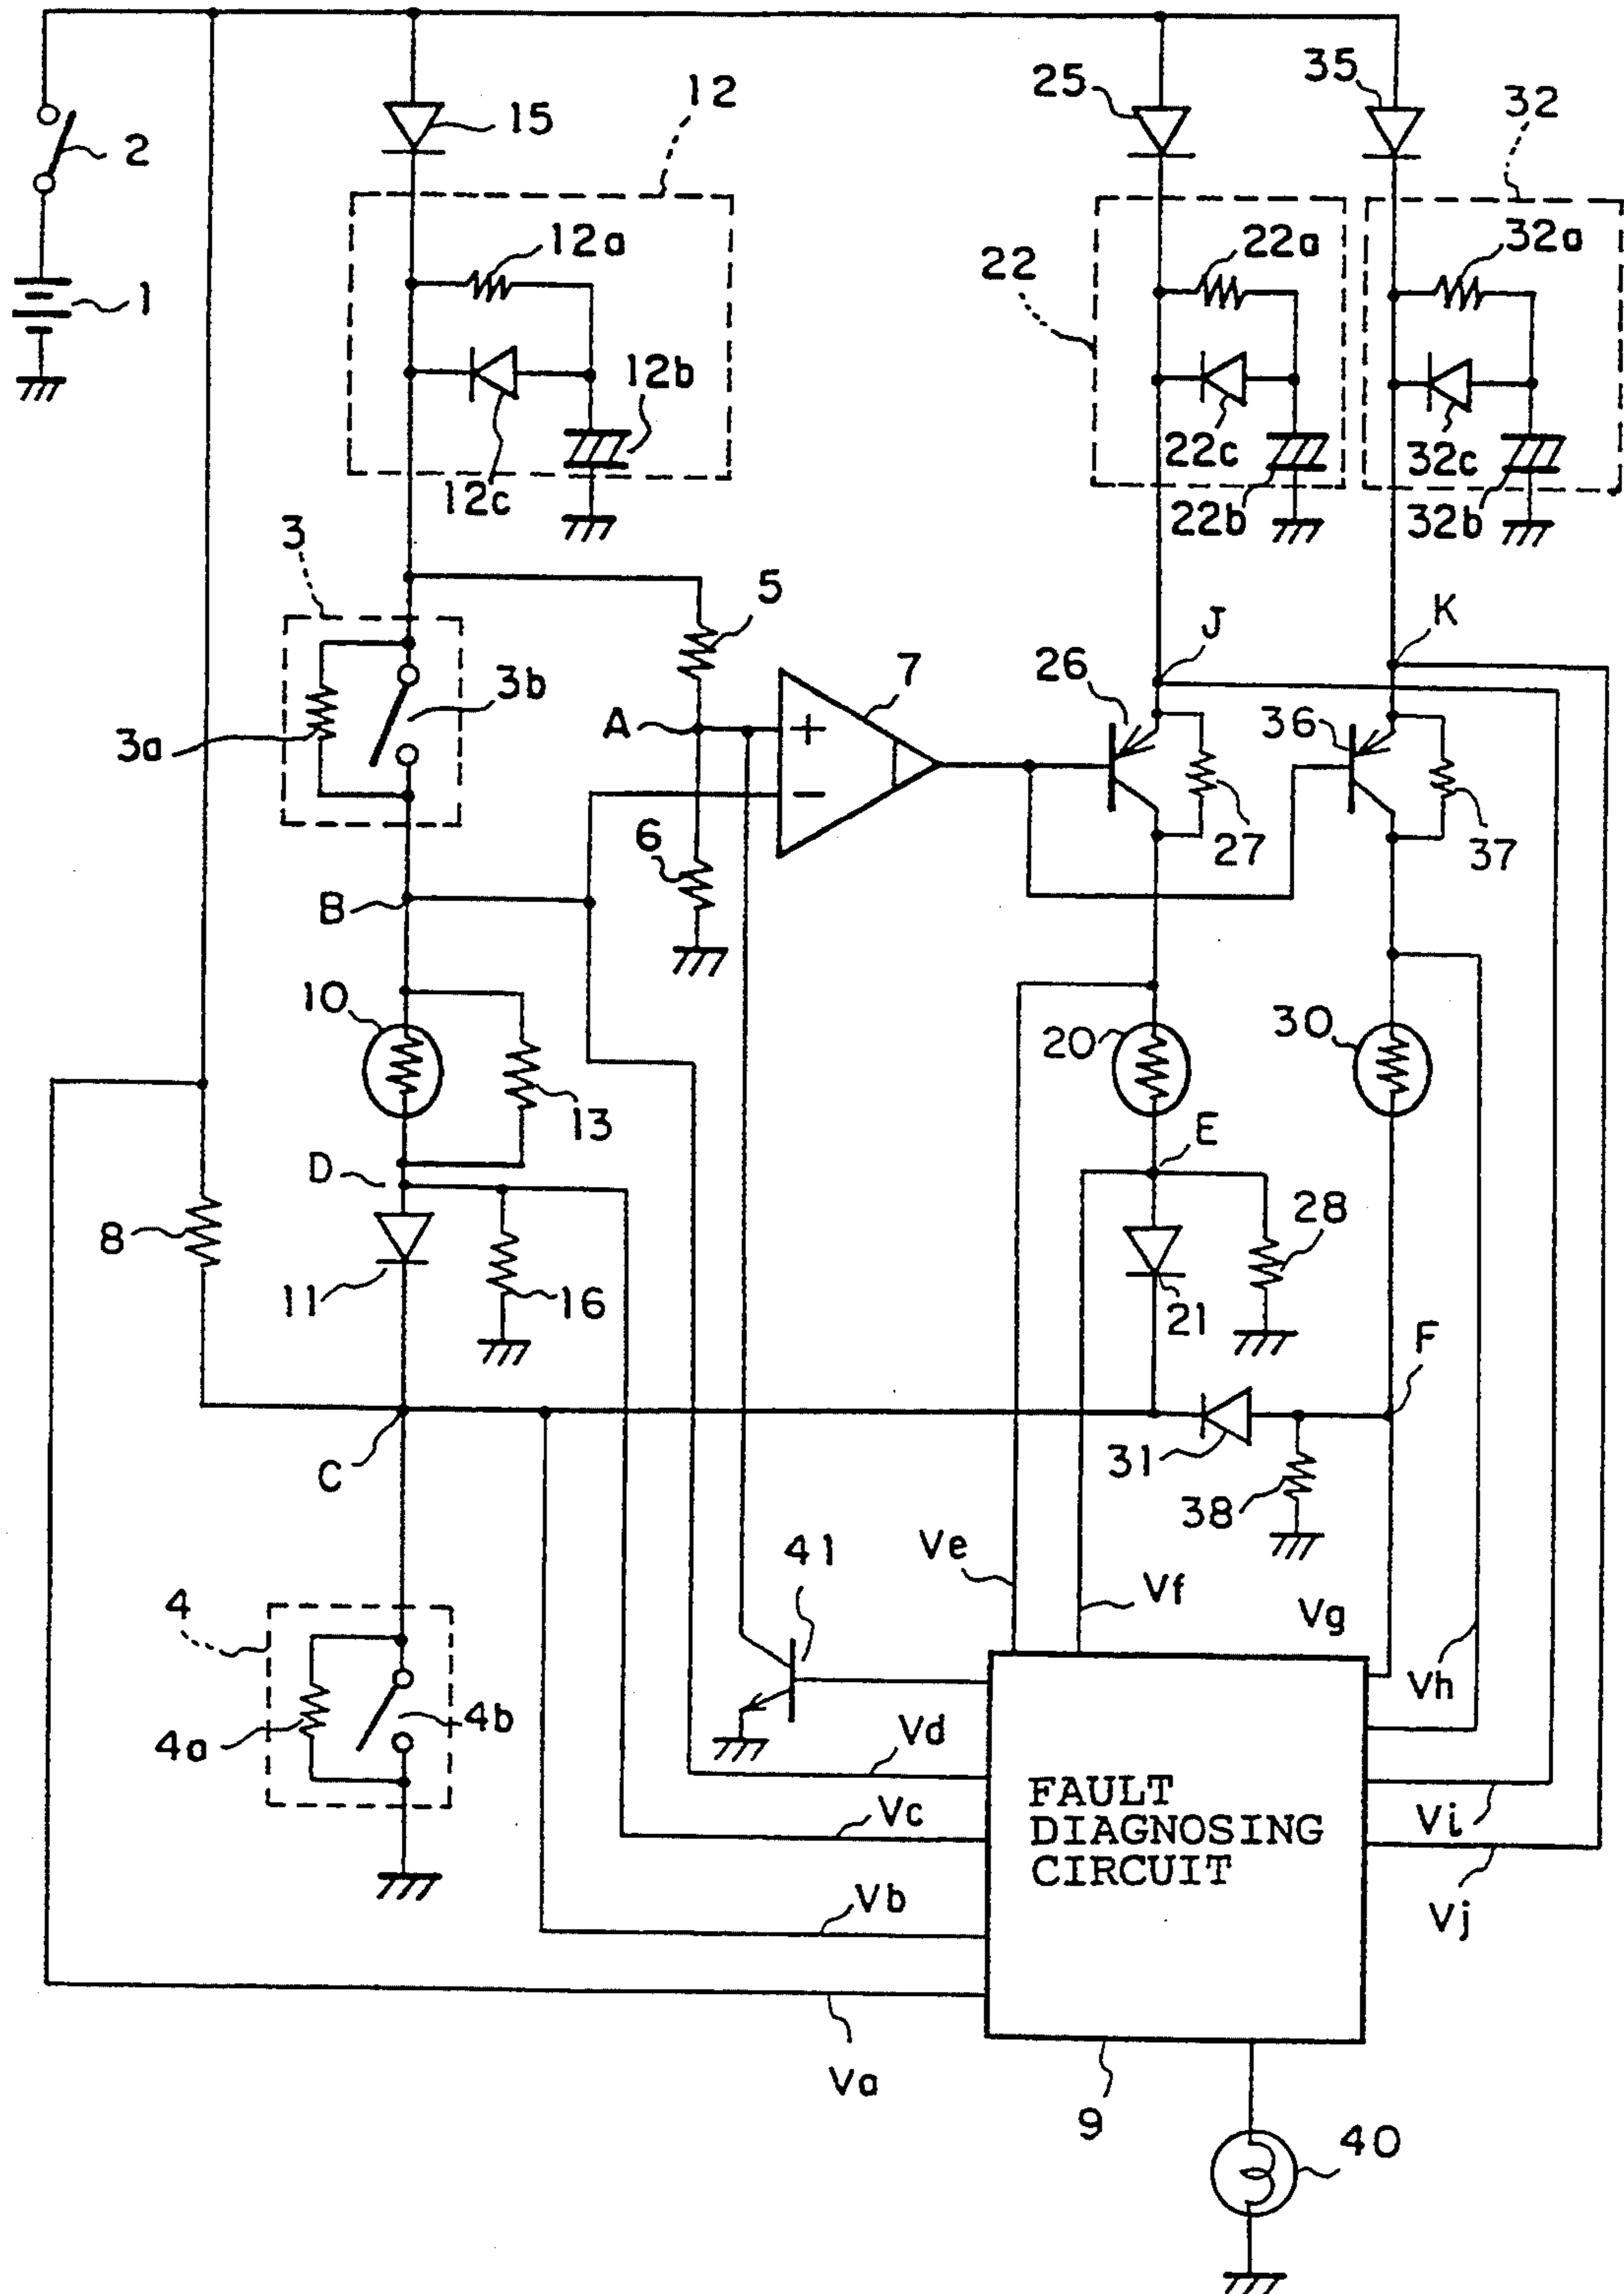 12
25
35
32
15
2
12a
22a
32a
22
1
12b
12c
22c
32c
22b
32b
3
5
J
K
7
26
3b
A
+
36
3a
−
27
37
6
B
10
20
30
13
E
D
28
8
11
16
21
F
31
C
38
41
Ve
Vf
4
Vg
Vh
4b
4a
Vd
FAULT
DIAGNOSING
CIRCUIT
Vc
Vi
Vb
Vj
Va
9
40